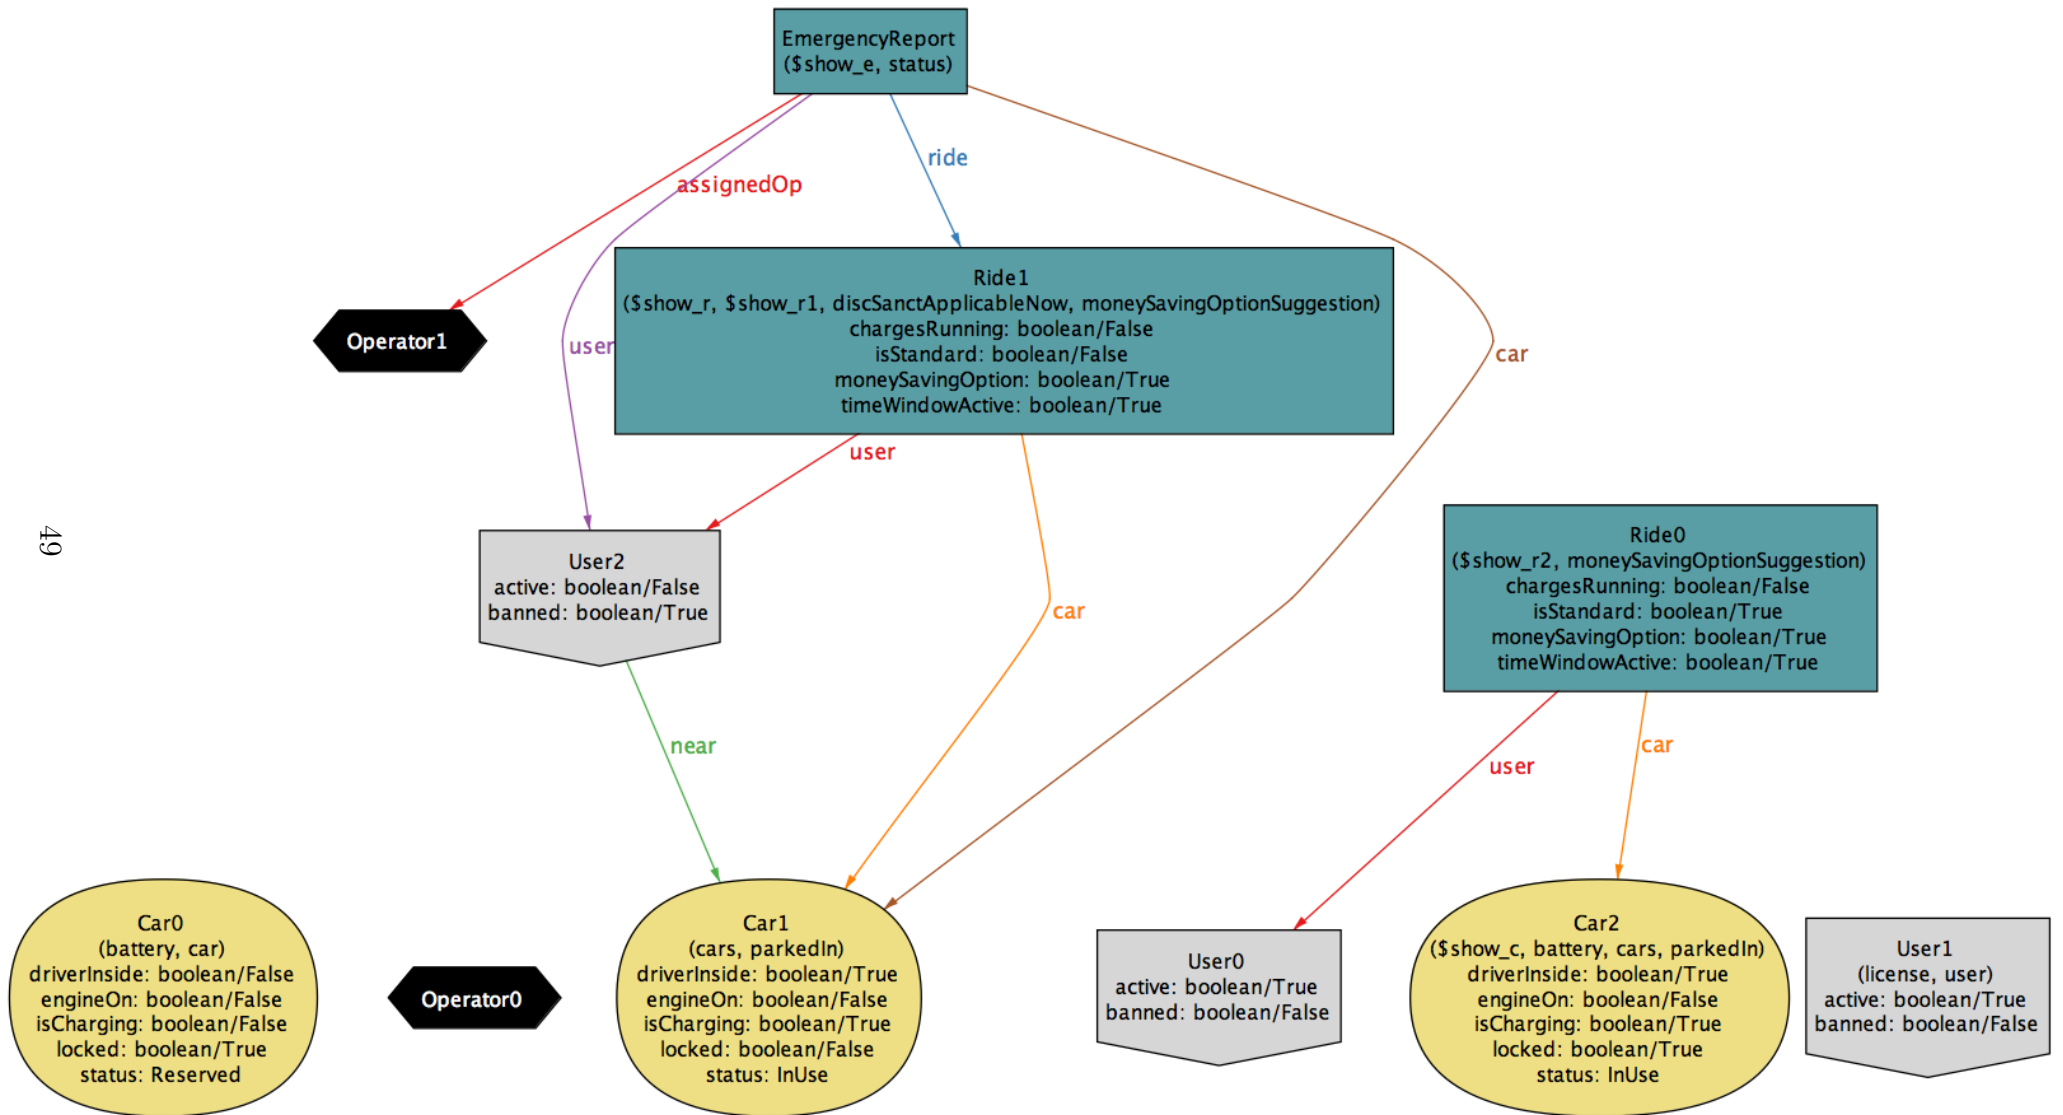 EmergencyReport
($show_e, status)
ride
assignedOp
user
car
Ride1
($show_r, $show_r1, discSanctApplicableNow, moneySavingOptionSuggestion)
chargesRunning: boolean/False
isStandard: boolean/False
moneySavingOption: boolean/True
timeWindowActive: boolean/True
Operator1
user
car
49
User2
active: boolean/False
banned: boolean/True
Ride0
($show_r2, moneySavingOptionSuggestion)
chargesRunning: boolean/False
isStandard: boolean/True
moneySavingOption: boolean/True
timeWindowActive: boolean/True
near
user
car
Car0
(battery, car)
driverInside: boolean/False
engineOn: boolean/False
isCharging: boolean/False
locked: boolean/True
status: Reserved
Operator0
Car1
(cars, parkedIn)
driverInside: boolean/True
engineOn: boolean/False
isCharging: boolean/True
locked: boolean/False
status: InUse
User0
active: boolean/True
banned: boolean/False
Car2
($show_c, battery, cars, parkedIn)
driverInside: boolean/True
engineOn: boolean/False
isCharging: boolean/True
locked: boolean/True
status: InUse
User1
(license, user)
active: boolean/True
banned: boolean/False